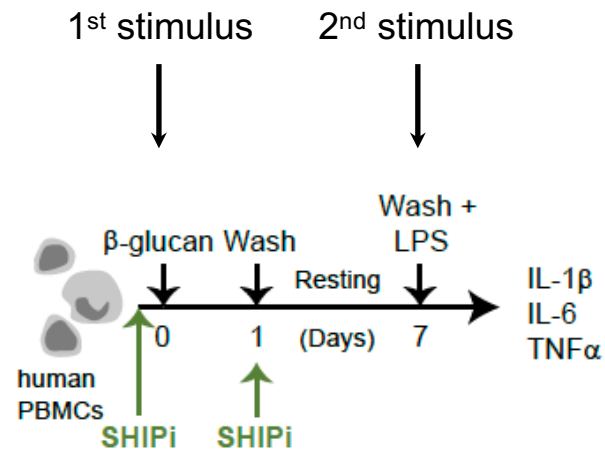 1st stimulus
2nd stimulus
β-glucan
Wash
Wash +
LPS
Resting
0
1
(Days)
7
IL-1β
IL-6
TNFα
human
PBMCs
SHIPi
SHIPi